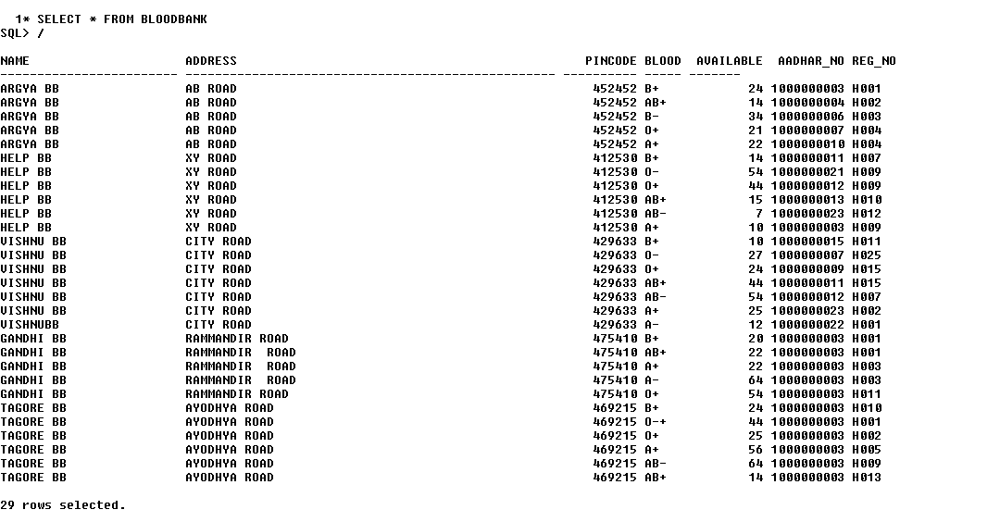 1* SELECT * FROM BLOODBANK
SQL> /
NAME                     ADDRESS                                               PINCODE BLOOD  AVAILABLE  AADHAR_NO REG_NO
------------------------ -------------------------------------------------- ---------- ----- -------
ARGYA BB                 AB ROAD                                                452452 B+            24 1000000003 H001
ARGYA BB                 AB ROAD                                                452452 AB+           14 1000000004 H002
ARGYA BB                 AB ROAD                                                452452 B-            34 1000000006 H003
ARGYA BB                 AB ROAD                                                452452 O+            21 1000000007 H004
ARGYA BB                 AB ROAD                                                452452 A+            22 1000000010 H004
HELP BB                  XY ROAD                                                412530 B+            14 1000000011 H007
HELP BB                  XY ROAD                                                412530 O-            54 1000000021 H009
HELP BB                  XY ROAD                                                412530 O+            44 1000000012 H009
HELP BB                  XY ROAD                                                412530 AB+           15 1000000013 H010
HELP BB                  XY ROAD                                                412530 AB-            7 1000000023 H012
HELP BB                  XY ROAD                                                412530 A+            10 1000000003 H009
VISHNU BB                CITY ROAD                                              429633 B+            10 1000000015 H011
VISHNU BB                CITY ROAD                                              429633 O-            27 1000000007 H025
VISHNU BB                CITY ROAD                                              429633 O+            24 1000000009 H015
VISHNU BB                CITY ROAD                                              429633 AB+           44 1000000011 H015
VISHNU BB                CITY ROAD                                              429633 AB-           54 1000000012 H007
VISHNU BB                CITY ROAD                                              429633 A+            25 1000000023 H002
VISHNUBB                 CITY ROAD                                              429633 A-            12 1000000022 H001
GANDHI BB                RAMMANDIR ROAD                                         475410 B+            20 1000000003 H001
GANDHI BB                RAMMANDIR  ROAD                                        475410 AB+           22 1000000003 H001
GANDHI BB                RAMMANDIR  ROAD                                        475410 A+            22 1000000003 H003
GANDHI BB                RAMMANDIR  ROAD                                        475410 A-            64 1000000003 H003
GANDHI BB                RAMMANDIR ROAD                                         475410 O+            54 1000000003 H011
TAGORE BB                AYODHYA ROAD                                           469215 B+            24 1000000003 H010
TAGORE BB                AYODHYA ROAD                                           469215 O-+           44 1000000003 H001
TAGORE BB                AYODHYA ROAD                                           469215 O+            25 1000000003 H002
TAGORE BB                AYODHYA ROAD                                           469215 A+            56 1000000003 H005
TAGORE BB                AYODHYA ROAD                                           469215 AB-           64 1000000003 H009
TAGORE BB                AYODHYA ROAD                                           469215 AB+           14 1000000003 H013
29 rows selected.